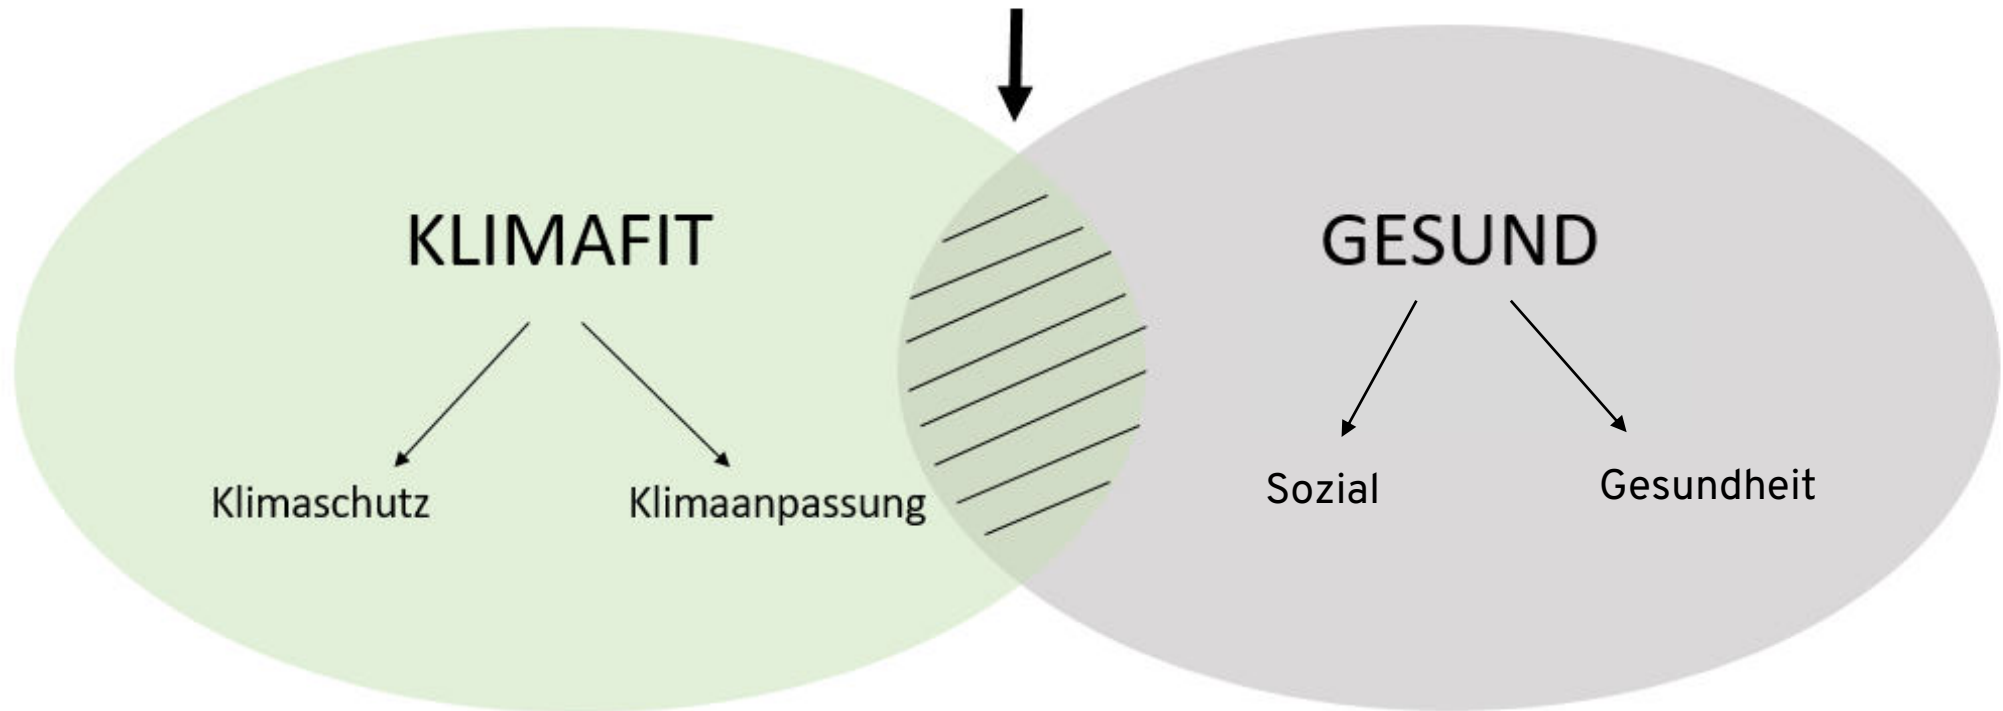 KLIMAFIT
GESUND
Klimaschutz
Klimaanpassung
Sozial
Gesundheit